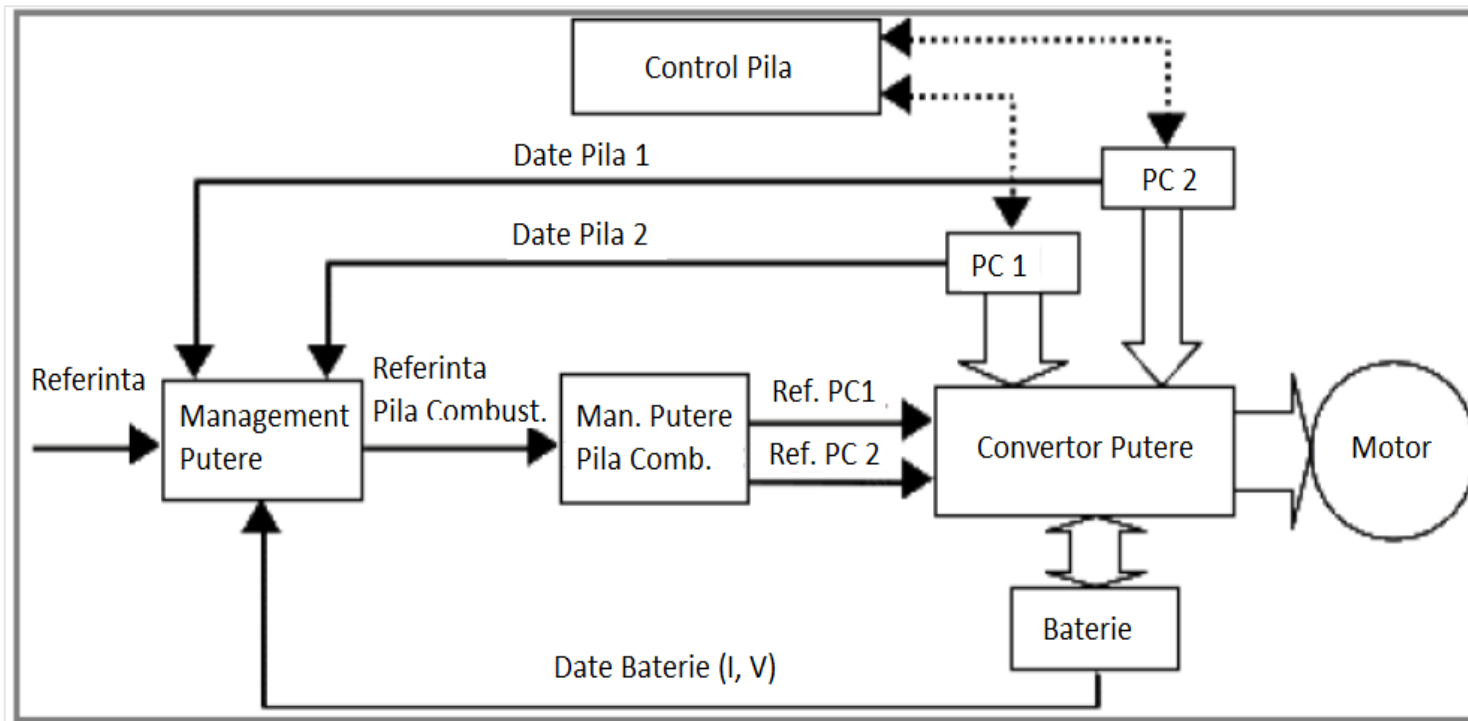 Control Pila
Date Pila 1
PC 2
Date Pila 2
PC 1
Referinta
Management
Putere
Referinta
Pila Combust.
Man. Putere
Pila Comb.
Ref. PC1
Ref. PC 2
Convertor Putere
Motor
Baterie
Date Baterie (I, V)